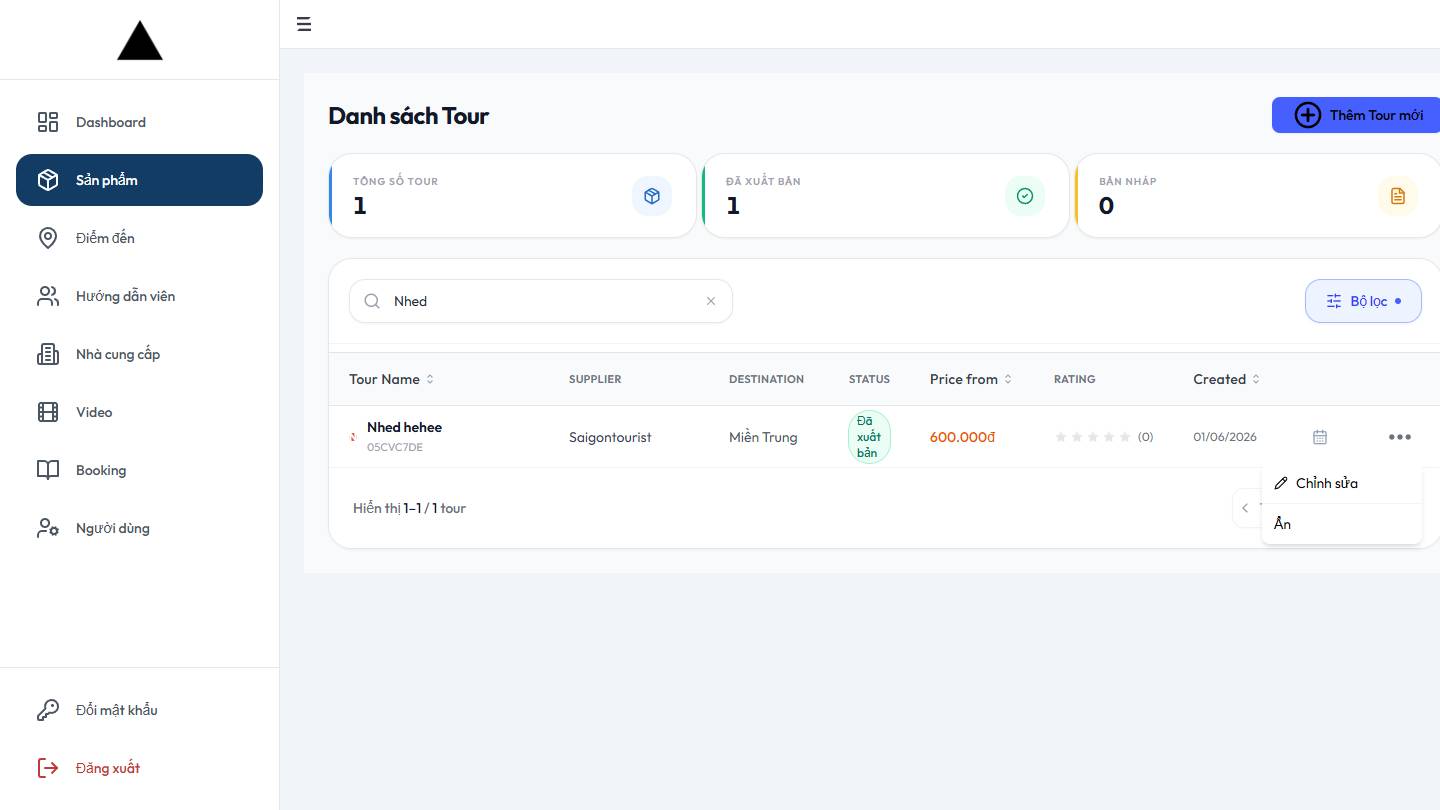 Dashboard
Sản phẩm
Điểm đến
Hướng dẫn viên
Nhà cung cấp
Video
Booking
Người dùng
Đổi mật khẩu
Đăng xuất
Danh sách Tour
Thêm Tour mới
TỔNG SỐ TOUR
1
ĐÃ XUẤT BẢN
1
BẢN NHÁP
0
Nhed
Bộ lọc
Tour Name SUPPLIER DESTINATION STATUS Price from RATING Created
Nhed hehee
05CVC7DE
Saigontourist
Miền Trung
Đã
xuất
bản
600.000đ
(0)
01/06/2026
Chỉnh sửa
Ẩn
Hiển thị 1–1 / 1 tour